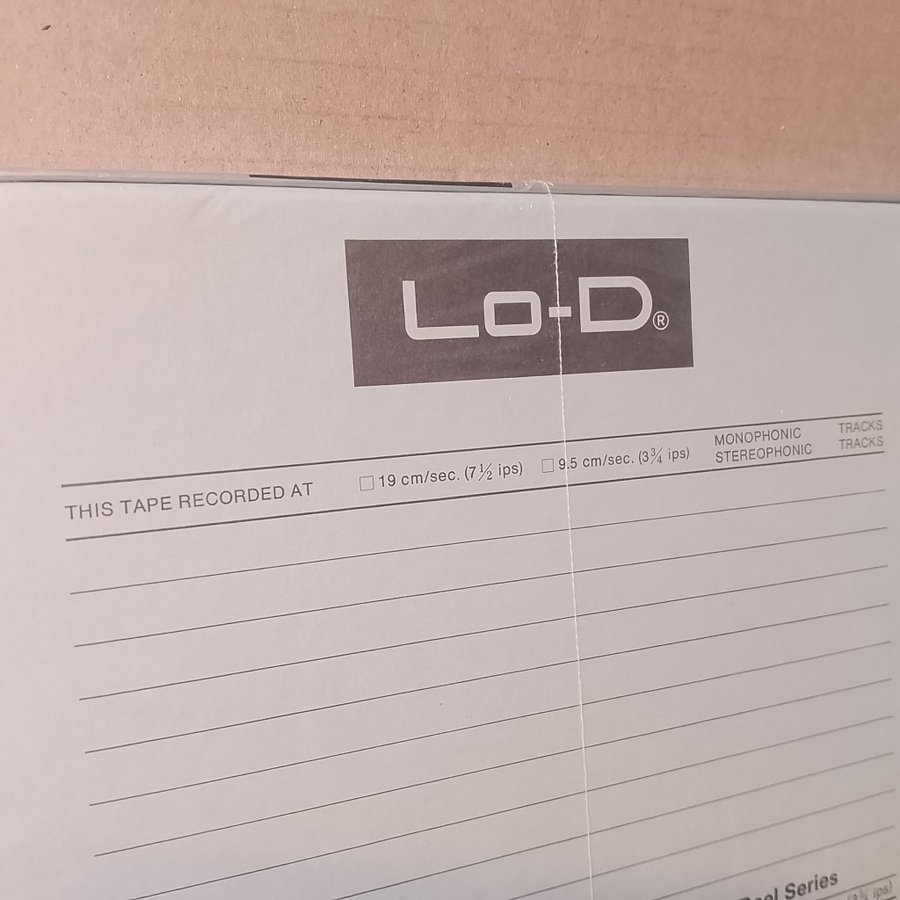 Lo-D®
THIS TAPE RECORDED AT □ 19 cm/sec. (7½ ips) □ 9.5 cm/sec. (3¾ ips) MONOPHONIC TRACKS
STEREOPHONIC TRACKS
Series
ips)